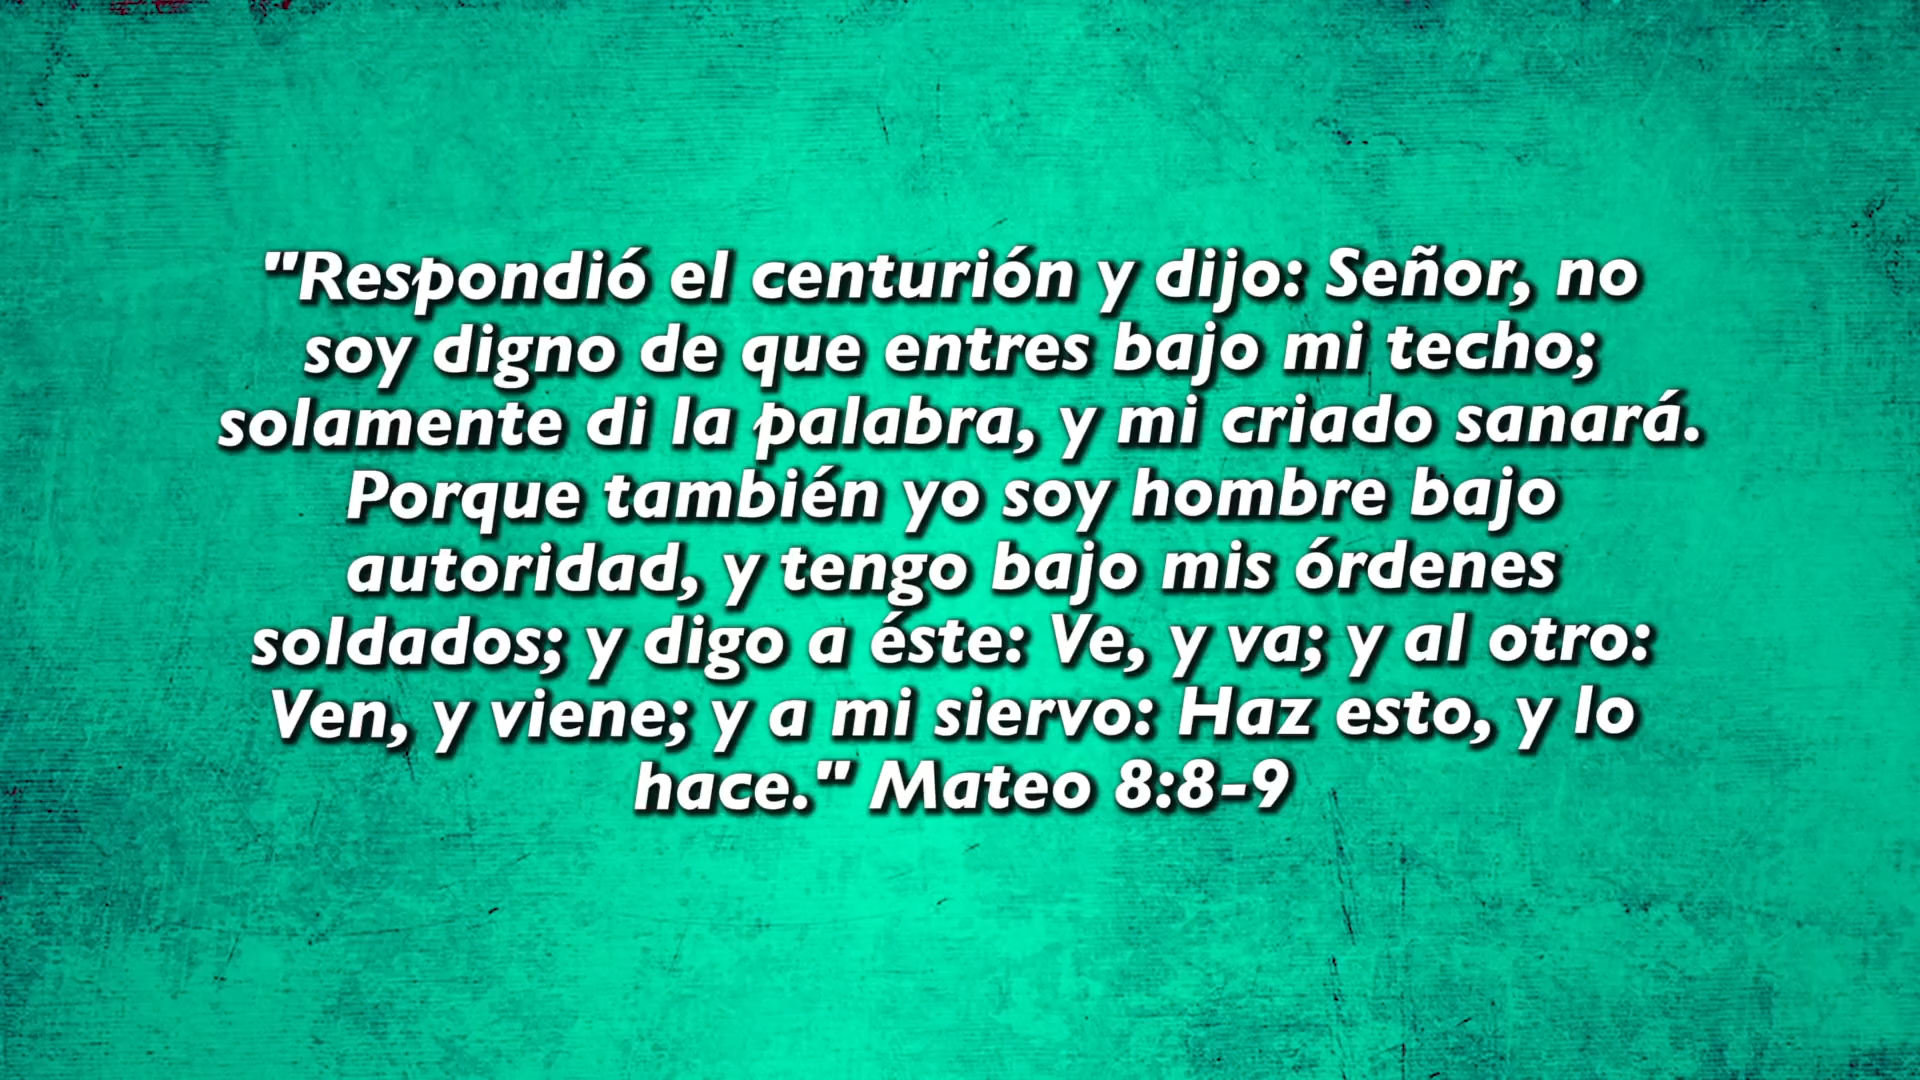 "Respondió el centurión y dijo: Señor, no
soy digno de que entres bajo mi techo;
solamente di la palabra, y mi criado sanará.
Porque también yo soy hombre bajo
autoridad, y tengo bajo mis órdenes
soldados; y digo a éste: Ve, y va; y al otro:
Ven, y viene; y a mi siervo: Haz esto, y lo
hace." Mateo 8:8-9